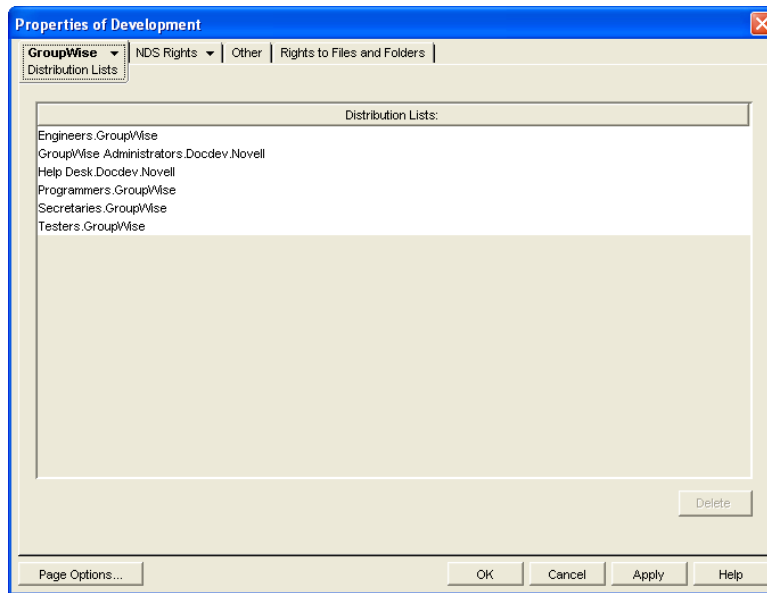 Properties of Development
GroupWise NDS Rights Other Rights to Files and Folders
Distribution Lists
Distribution Lists:
Engineers.GroupWise
GroupWise Administrators.Docdev.Novell
Help Desk.Docdev.Novell
Programmers.GroupWise
Secretaries.GroupWise
Testers.GroupWise
Delete
Page Options... OK Cancel Apply Help